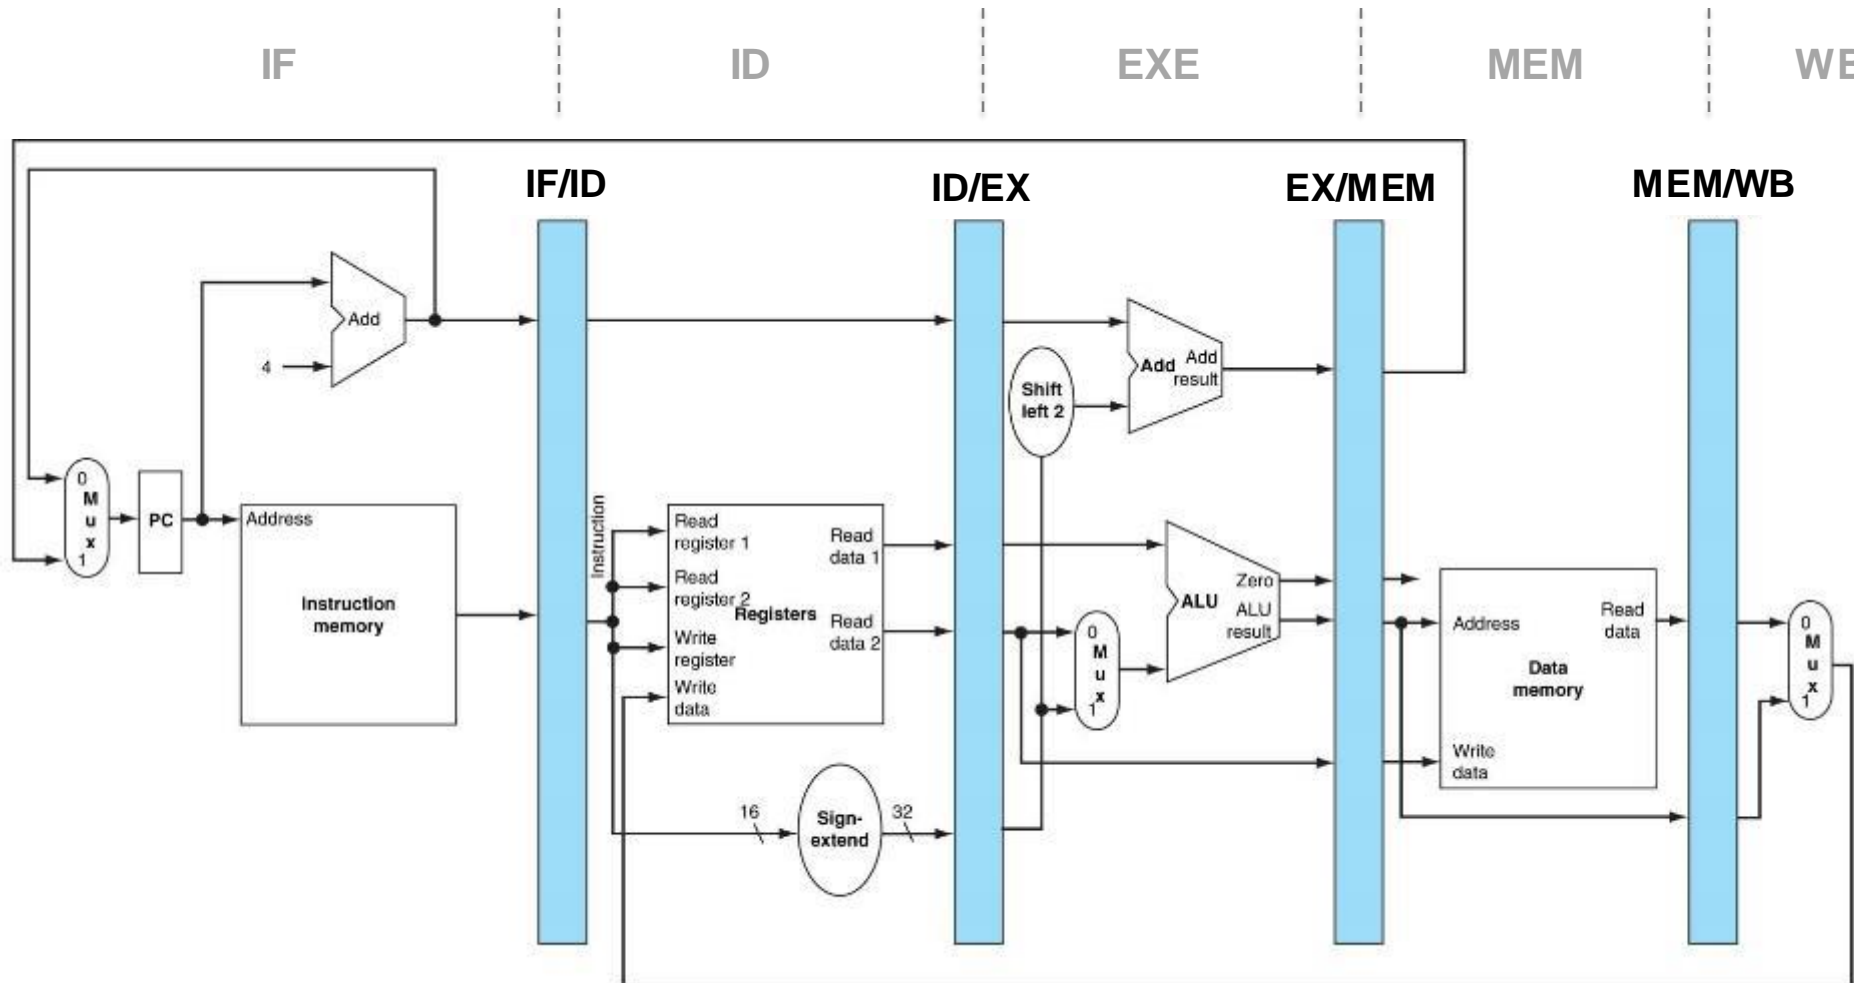 IF
ID
EXE
MEM
WB
IF/ID
ID/EX
EX/MEM
MEM/WB
Add
4
0
M
u
x
1
PC
Address
Instruction
memory
Instruction
Read
register 1
Read
register 2
Registers
Write
register
Write
data
Read
data 1
Read
data 2
16
Sign-
extend
32
Shift
left 2
Add
Add
result
0
M
u
x
1
ALU
Zero
ALU
result
Address
Read
data
Data
memory
Write
data
0
M
u
x
1